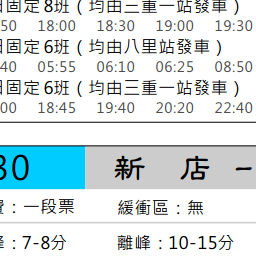 固定 8班 ( 均由三重一站發車 )
50 18:00 18:30 19:00 19:30
固定 6班 ( 均由八里站發車 )
40 05:55 06:10 06:25 08:50
固定 6班 ( 均由三重一站發車 )
00 18:45 19:40 20:20 22:40
30 新 店 –
：一段票 緩衝區：無
：7-8分 離峰：10-15分